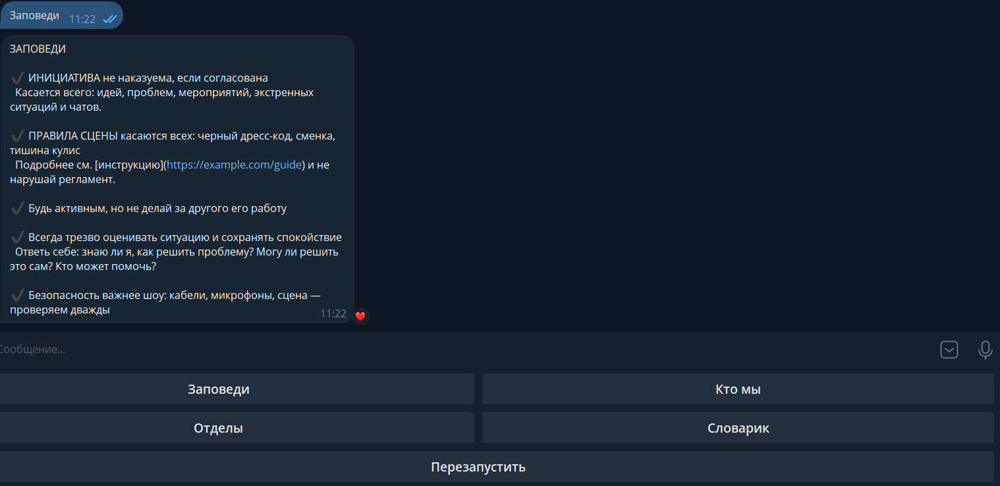 Заповеди 11:22
ЗАПОВЕДИ
✔ ИНИЦИАТИВА не наказуема, если согласована
Касается всего: идей, проблем, мероприятий, экстренных
ситуаций и чатов.
✔ ПРАВИЛА СЦЕНЫ касаются всех: черный дресс-код, сменка,
тишина кулис
Подробнее см. [инструкцию](https://example.com/guide) и не
нарушай регламент.
✔ Будь активным, но не делай за другого его работу
✔ Всегда трезво оценивать ситуацию и сохранять спокойствие
Ответь себе: знаю ли я, как решить проблему? Могу ли решить
это сам? Кто может помочь?
✔ Безопасность важнее шоу: кабели, микрофоны, сцена —
проверяем дважды
11:22
Сообщение...
Заповеди
Кто мы
Отделы
Словарик
Перезапустить